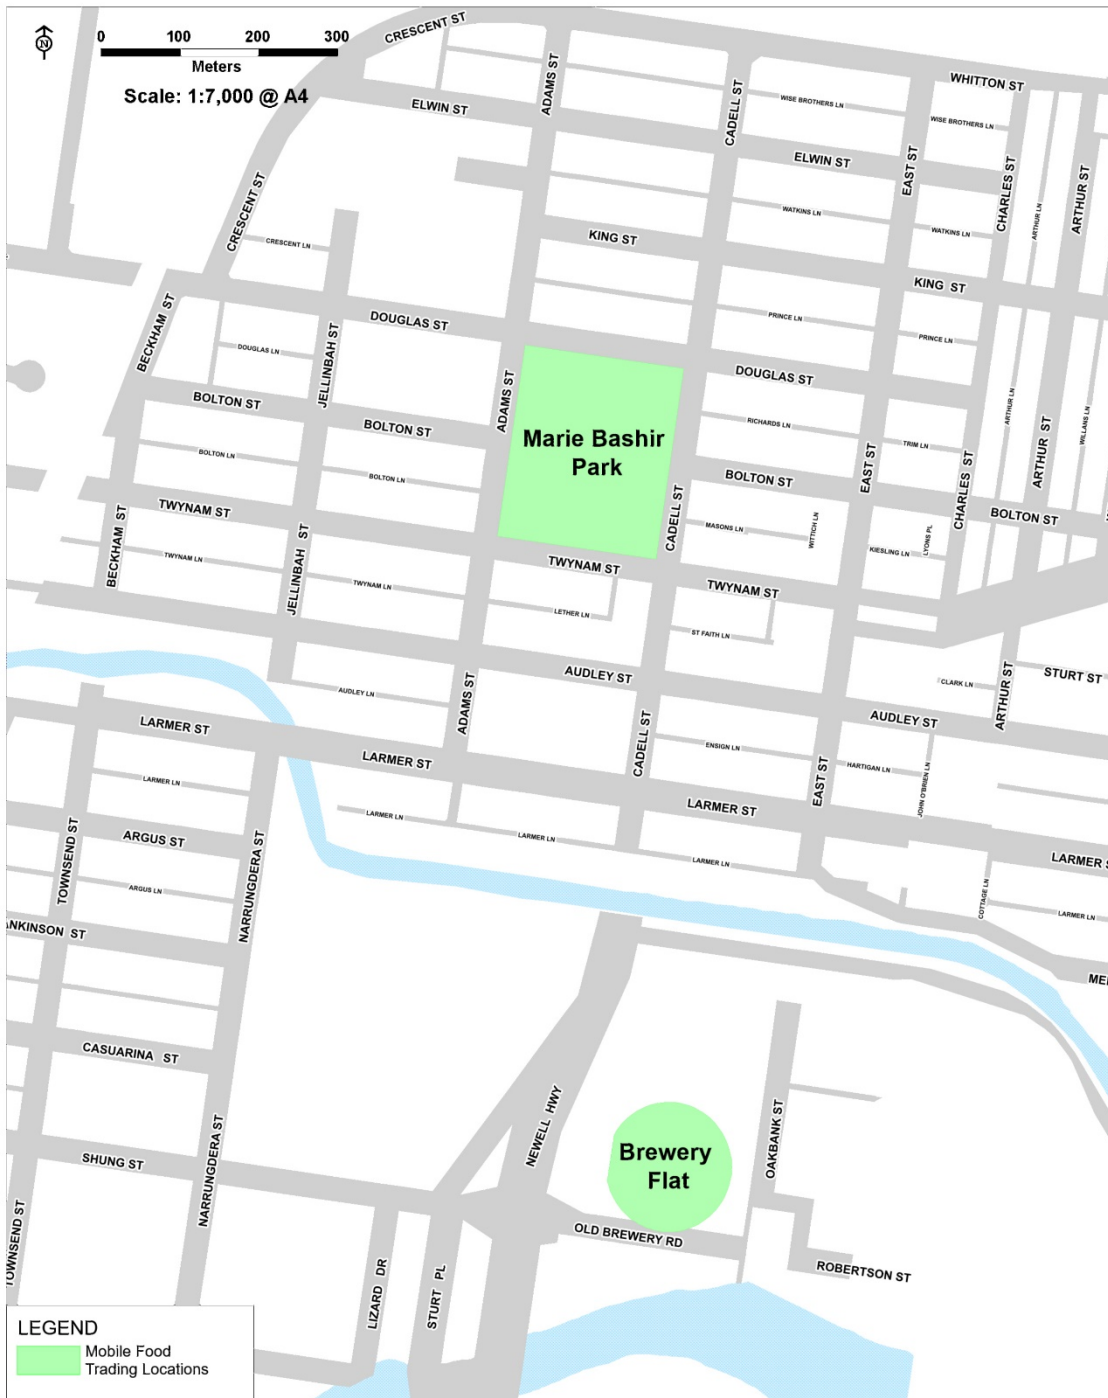 N
0 100 200 300
Meters
Scale: 1:7,000 @ A4
CRESCENT ST
ADAMS ST
CADELL ST
WHITTON ST
ELWIN ST
WISE BROTHERS LN
WISE BROTHERS LN
ELWIN ST
EAST ST
CHARLES ST
ARTHUR LN
ARTHUR ST
CRESCENT ST
CRESCENT LN
KING ST
WATKINS LN
WATKINS LN
KING ST
BECKHAM ST
DOUGLAS ST
PRINCE LN
PRINCE LN
DOUGLAS LN
JELLINBAH ST
DOUGLAS ST
BOLTON ST
BOLTON ST
ADAMS ST
Marie Bashir
Park
RICHARDS LN
TRIM LN
ARTHUR LN
ARTHUR ST
WILLANS LN
BOLTON LN
BOLTON LN
BOLTON ST
EAST ST
CHARLES ST
BOLTON ST
TWYNAM ST
CADELL ST
MASONS LN
WITTICH LN
KIESLING LN
LYONS PL
BECKHAM ST
TWYNAM LN
JELLINBAH ST
TWYNAM LN
TWYNAM ST
LETHER LN
TWYNAM ST
ST FAITH LN
AUDLEY ST
CLARK LN
ARTHUR ST
STURT ST
AUDLEY LN
ADAMS ST
CADELL ST
AUDLEY ST
LARMER ST
LARMER ST
ENSIGN LN
EAST ST
HARTIGAN LN
JOHN O'BRIEN LN
LARMER LN
LARMER ST
LARMER S
TOWNSEND ST
ARGUS ST
NARRUNGDERA ST
LARMER LN
LARMER LN
LARMER LN
ARGUS LN
COTTAGE LN
LARMER LN
ANKINSON ST
CASUARINA ST
NEWELL HWY
OAKBANK ST
Brewery
Flat
SHUNG ST
NARRUNGDERA ST
TOWNSEND ST
OLD BREWERY RD
ROBERTSON ST
LIZARD DR
STURT PL
LEGEND
Mobile Food
Trading Locations